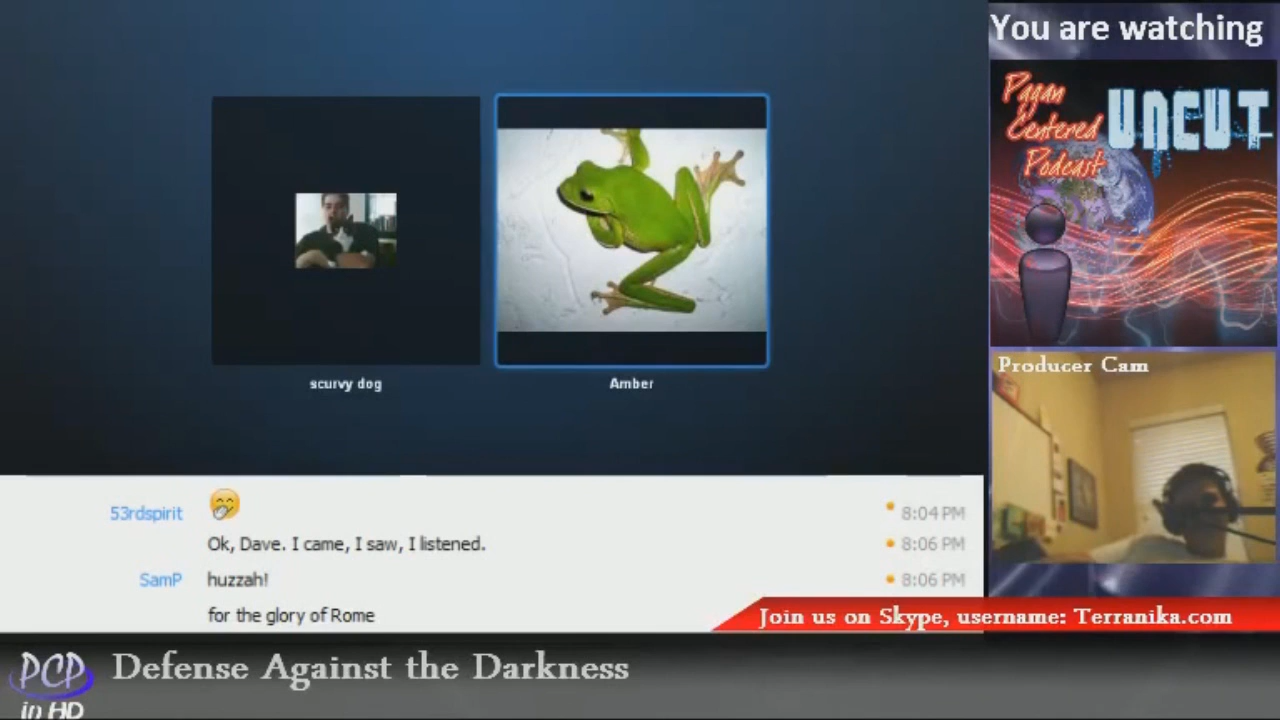 You are watching
Pagan
Centered
Podcast
UNCUT
Producer Cam
scurvy dog
Amber
53rdspirit
8:04 PM
Ok, Dave. I came, I saw, I listened.
8:06 PM
SamP
huzzah!
8:06 PM
for the glory of Rome
Join us on Skype, username: Terranika.com
PCP
in HD
Defense Against the Darkness